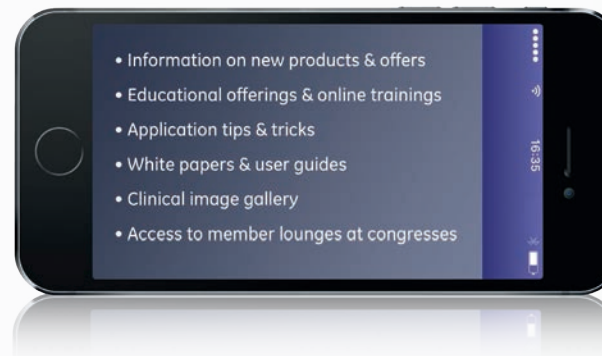 • Information on new products & offers
• Educational offerings & online trainings
• Application tips & tricks
• White papers & user guides
• Clinical image gallery
• Access to member lounges at congresses
16:35